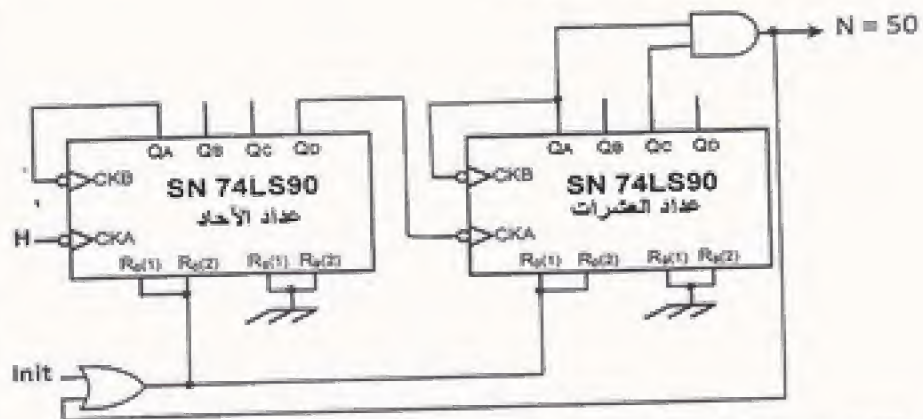 N = 50
QA QB QC QD
CKB
SN 74LS90
عداد الآحاد
H
CKA
R₀(1) R₀(2) R₉(1) R₉(2)
QA QB QC QD
CKB
SN 74LS90
عداد العشرات
CKA
R₀(1) R₀(2) R₉(1) R₉(2)
Init